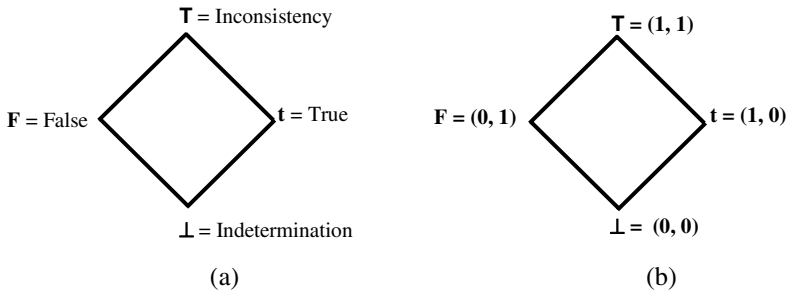 T = Inconsistency
F = False
t = True
⊥ = Indetermination
(a)
T = (1, 1)
F = (0, 1)
t = (1, 0)
⊥ = (0, 0)
(b)